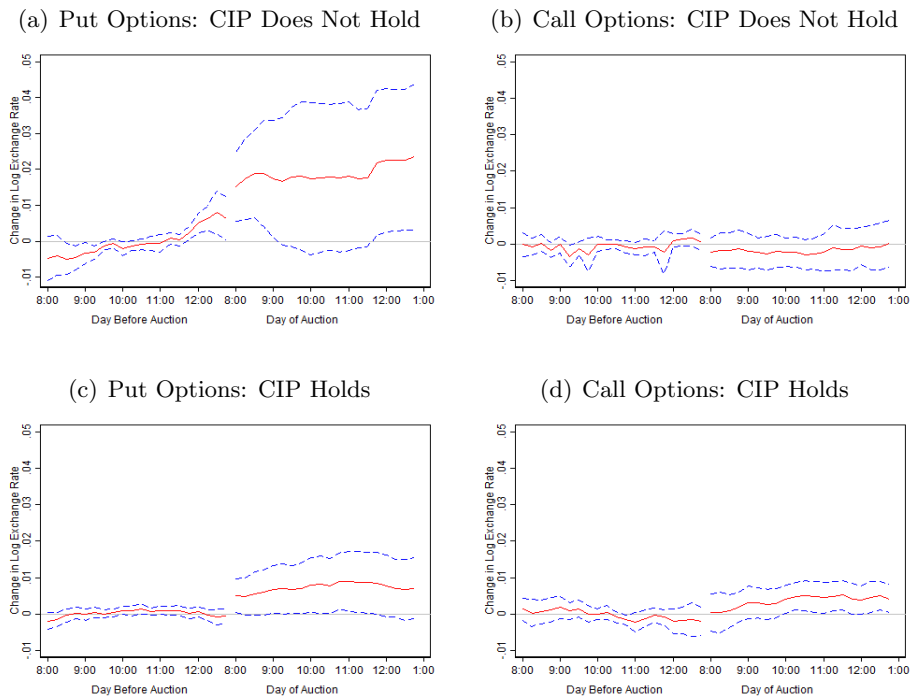 (a) Put Options: CIP Does Not Hold
Change in Log Exchange Rate
-.01 0 .01 .02 .03 .04 .05
8:00 9:00 10:00 11:00 12:00 8:00 9:00 10:00 11:00 12:00 1:00
Day Before Auction Day of Auction
(b) Call Options: CIP Does Not Hold
Change in Log Exchange Rate
-.01 0 .01 .02 .03 .04 .05
8:00 9:00 10:00 11:00 12:00 8:00 9:00 10:00 11:00 12:00 1:00
Day Before Auction Day of Auction
(c) Put Options: CIP Holds
Change in Log Exchange Rate
-.01 0 .01 .02 .03 .04 .05
8:00 9:00 10:00 11:00 12:00 8:00 9:00 10:00 11:00 12:00 1:00
Day Before Auction Day of Auction
(d) Call Options: CIP Holds
Change in Log Exchange Rate
-.01 0 .01 .02 .03 .04 .05
8:00 9:00 10:00 11:00 12:00 8:00 9:00 10:00 11:00 12:00 1:00
Day Before Auction Day of Auction